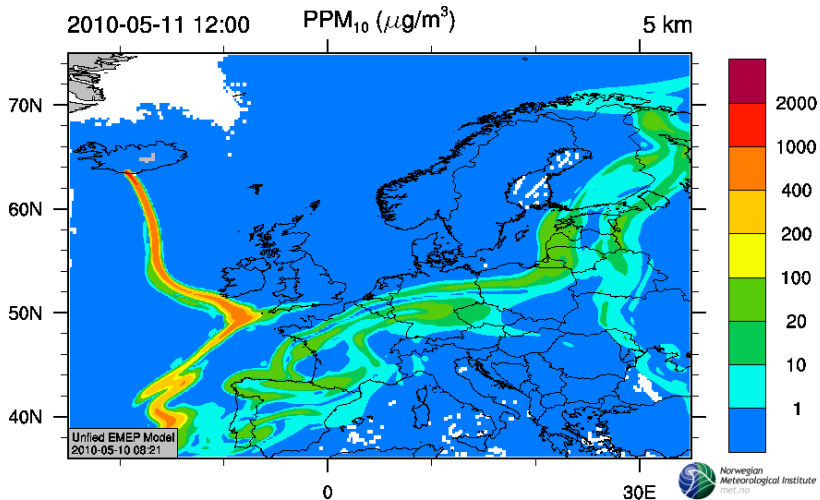 2010-05-11 12:00 PPM10 (μg/m3) 5 km
70N
60N
50N
40N
0 30E
2000
1000
400
200
100
20
10
1
Unfied EMEP Model
2010-05-10 08:21
Norwegian
Meteorological Institute
met.no